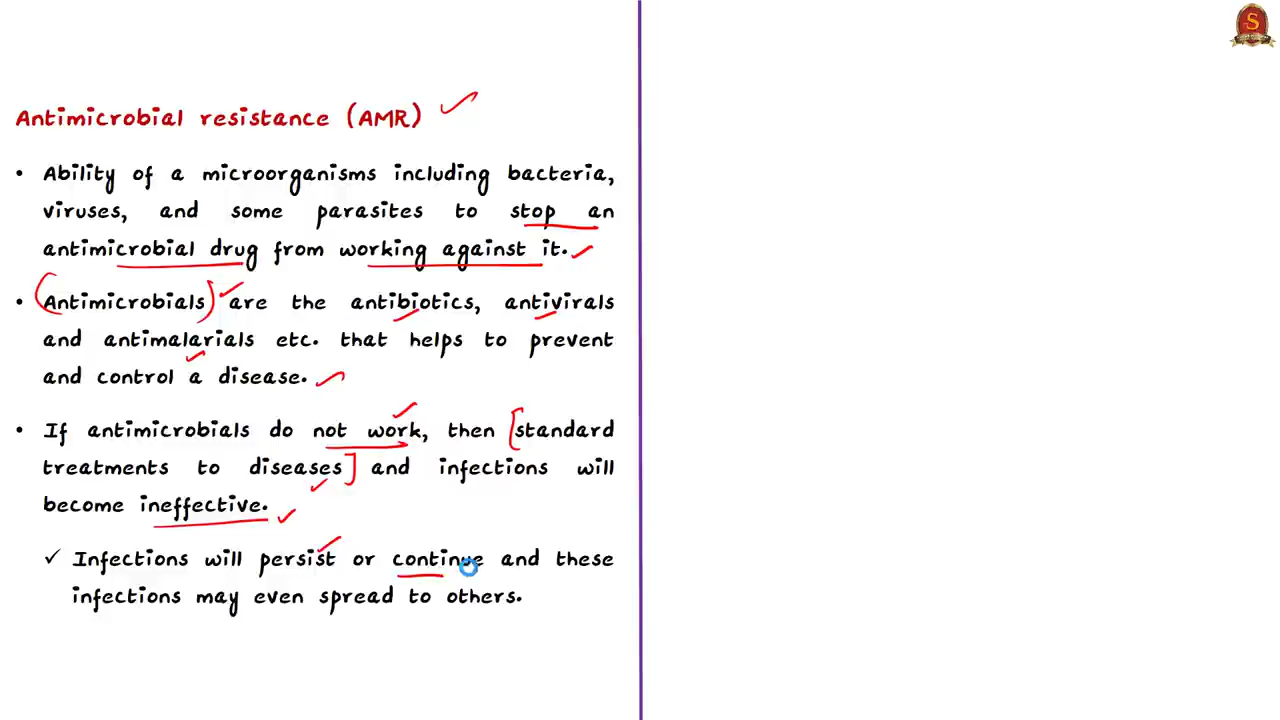 Antimicrobial resistance (AMR)
• Ability of a microorganisms including bacteria,
viruses, and some parasites to stop an
antimicrobial drug from working against it.
• Antimicrobials are the antibiotics, antivirals
and antimalarials etc. that helps to prevent
and control a disease.
• If antimicrobials do not work, then standard
treatments to diseases and infections will
become ineffective.
✓ Infections will persist or continue and these
infections may even spread to others.
S